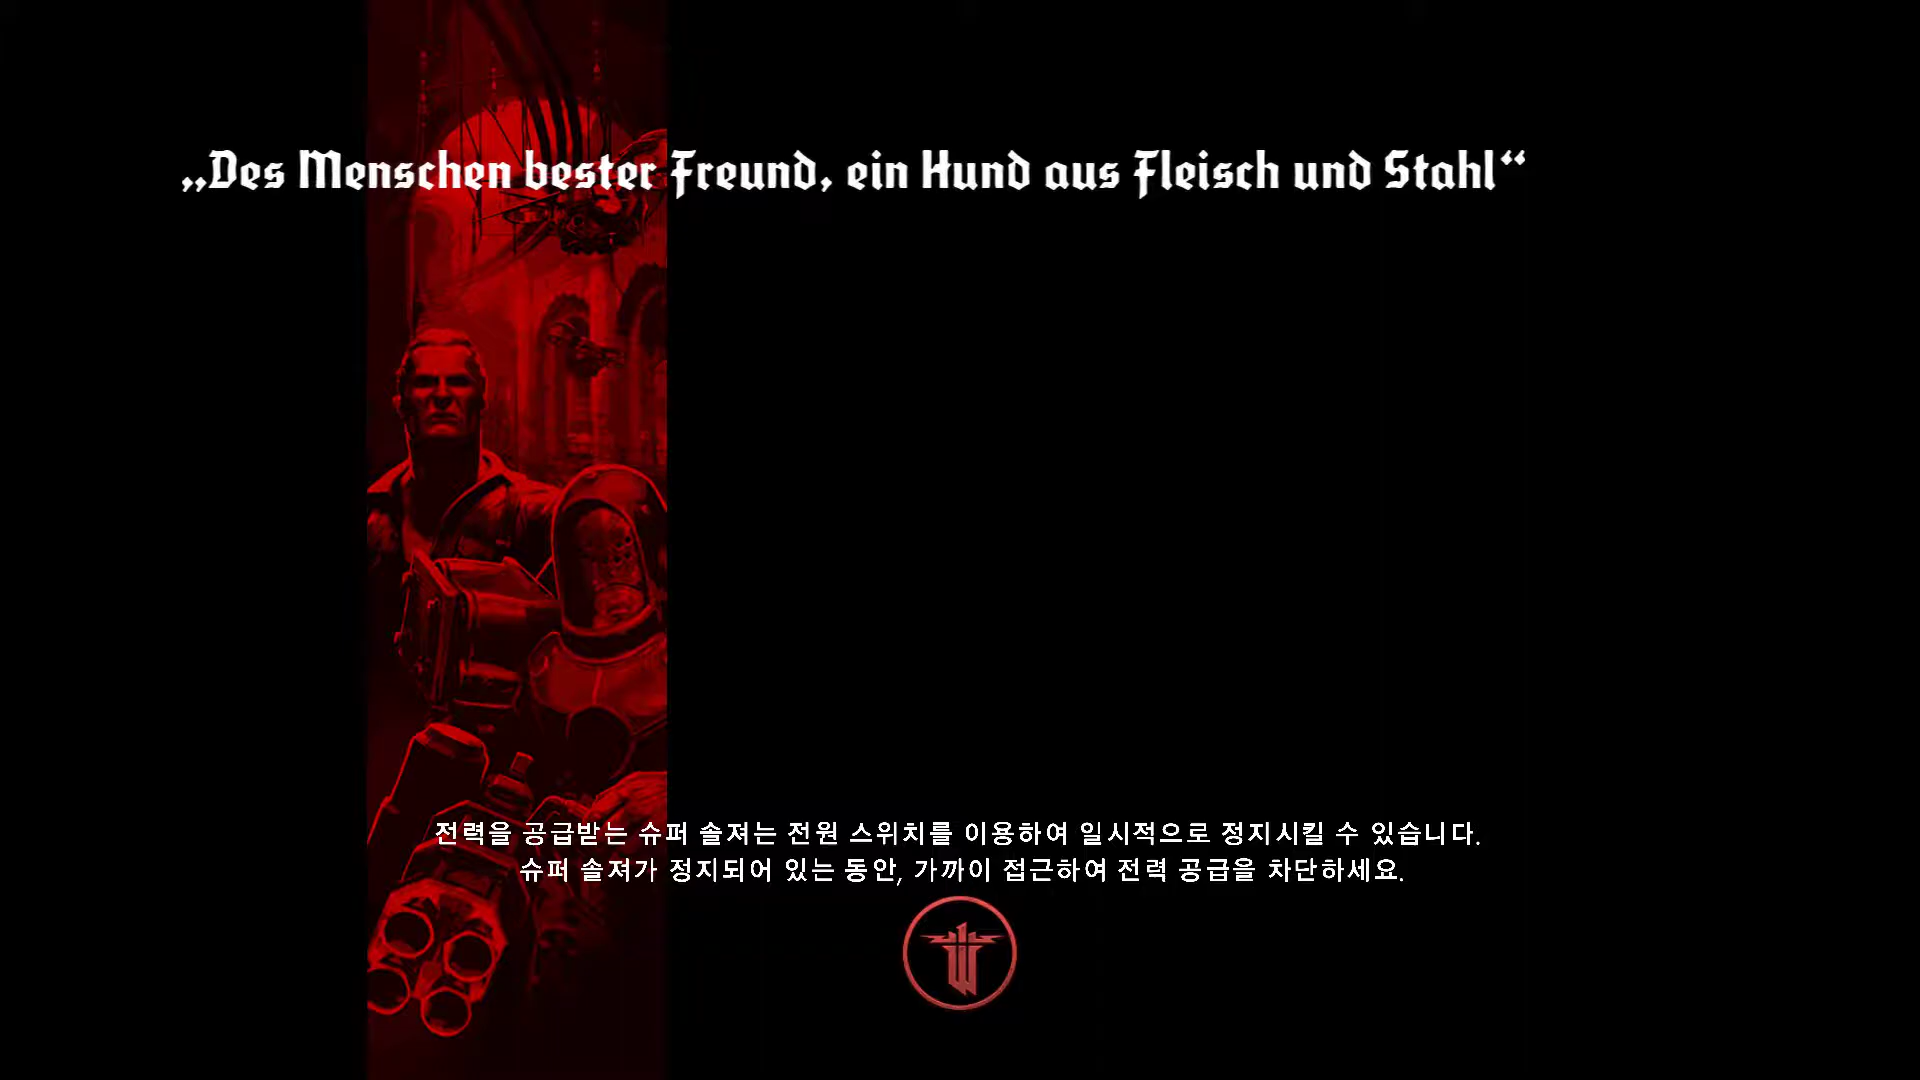 „Des Menschen bester Freund, ein Hund aus Fleisch und Stahl“
전력을 공급받는 슈퍼 솔져는 전원 스위치를 이용하여 일시적으로 정지시킬 수 있습니다.
슈퍼 솔져가 정지되어 있는 동안, 가까이 접근하여 전력 공급을 차단하세요.